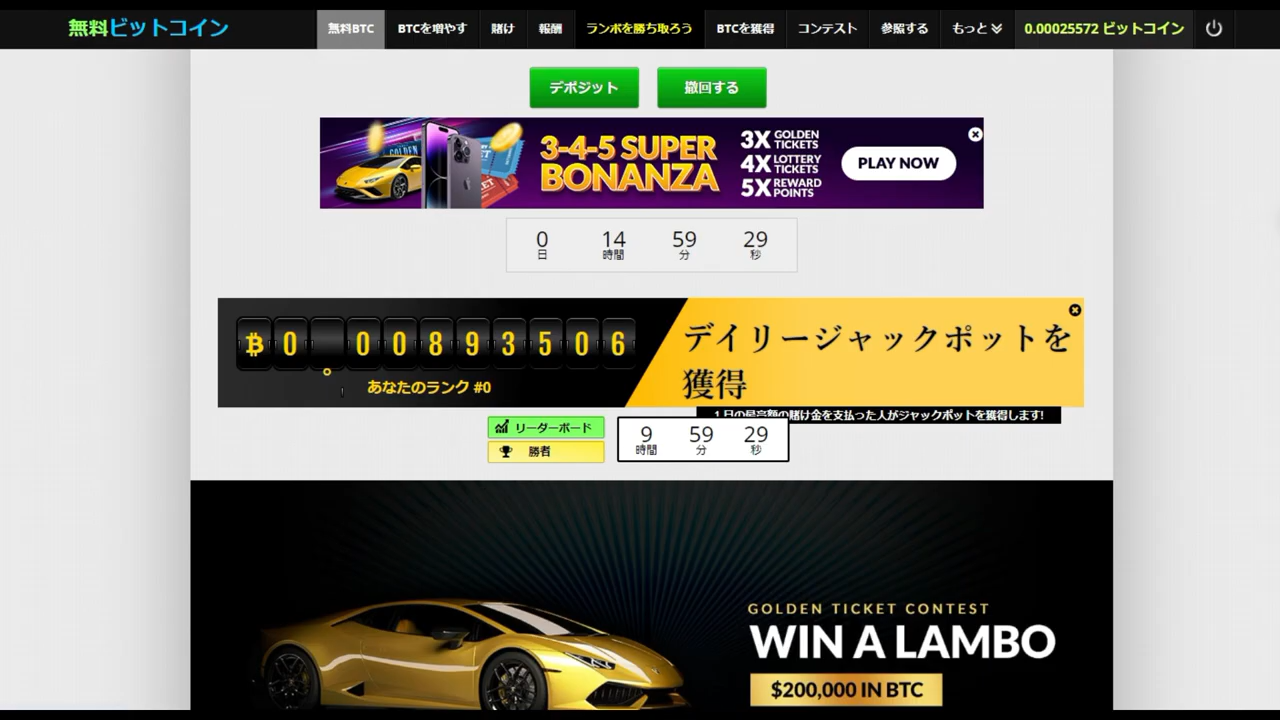 無料ビットコイン
無料BTC BTCを増やす 賭け 報酬 ランボを勝ち取ろう BTCを獲得 コンテスト 参照する もっと 0.00025572 ビットコイン
デポジット 撤回する
3-4-5 SUPER BONANZA
3X GOLDEN TICKETS
4X LOTTERY TICKETS
5X REWARD POINTS
PLAY NOW
0 14 59 29
日 時間 分 秒
0 0 0 8 9 3 5 0 6
あなたのランク #0
デイリージャックポットを
獲得
1 日の最高額の賭け金を支払った人がジャックポットを獲得します!
リーダーボード
勝者
9 59 29
時間 分 秒
GOLDEN TICKET CONTEST
WIN A LAMBO
$200,000 IN BTC